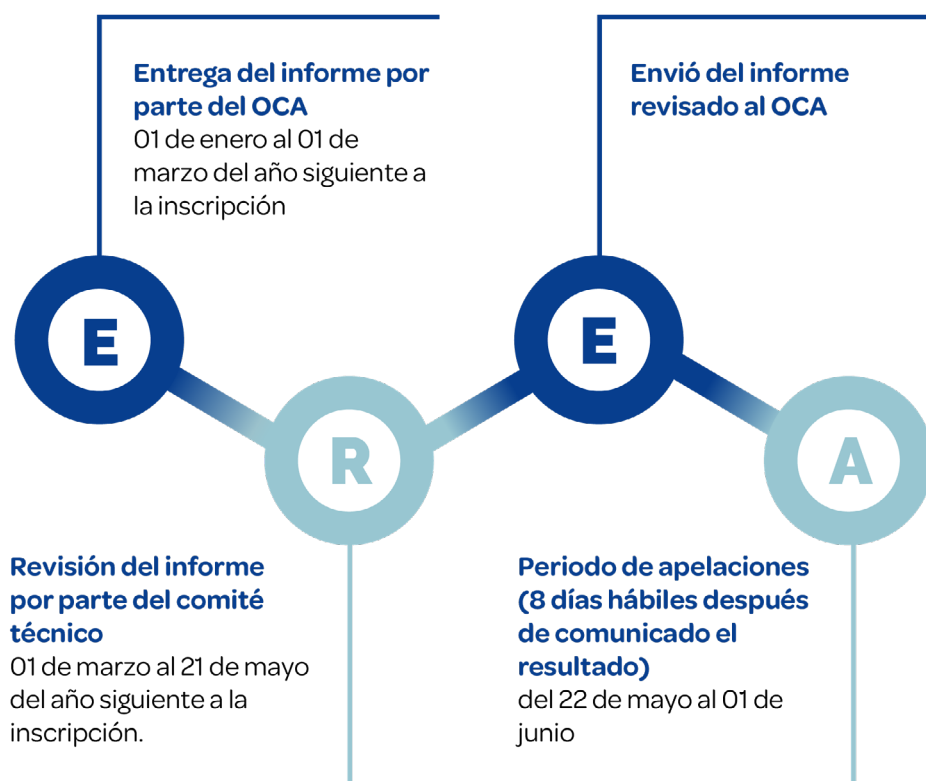 Entrega del informe por
parte del OCA
01 de enero al 01 de
marzo del año siguiente a
la inscripción
E
R
Revisión del informe
por parte del comité
técnico
01 de marzo al 21 de mayo
del año siguiente a la
inscripción.
Envió del informe
revisado al OCA
E
A
Periodo de apelaciones
(8 días hábiles después
de comunicado el
resultado)
del 22 de mayo al 01 de
junio